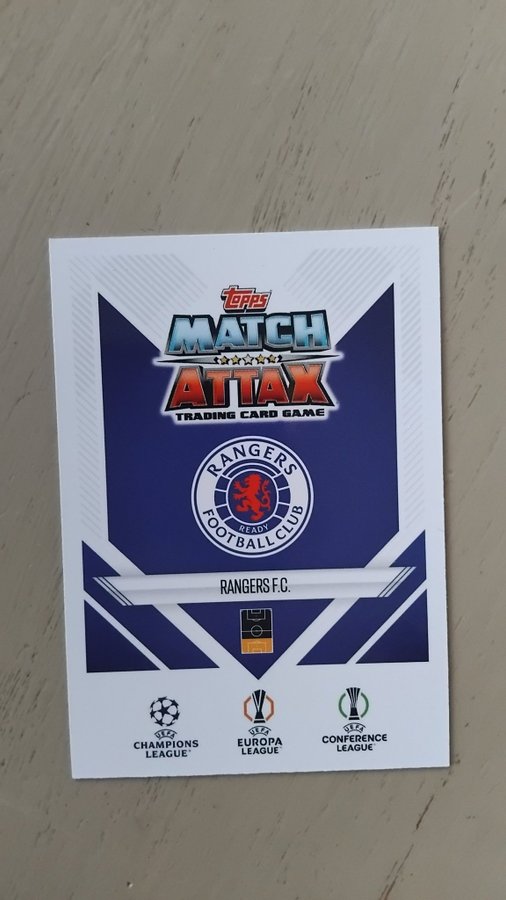 Topps
MATCH
ATTAX
TRADING CARD GAME
RANGERS
READY
FOOTBALL CLUB
RANGERS F.C.
UEFA
CHAMPIONS
LEAGUE
UEFA
EUROPA
LEAGUE
UEFA
CONFERENCE
LEAGUE